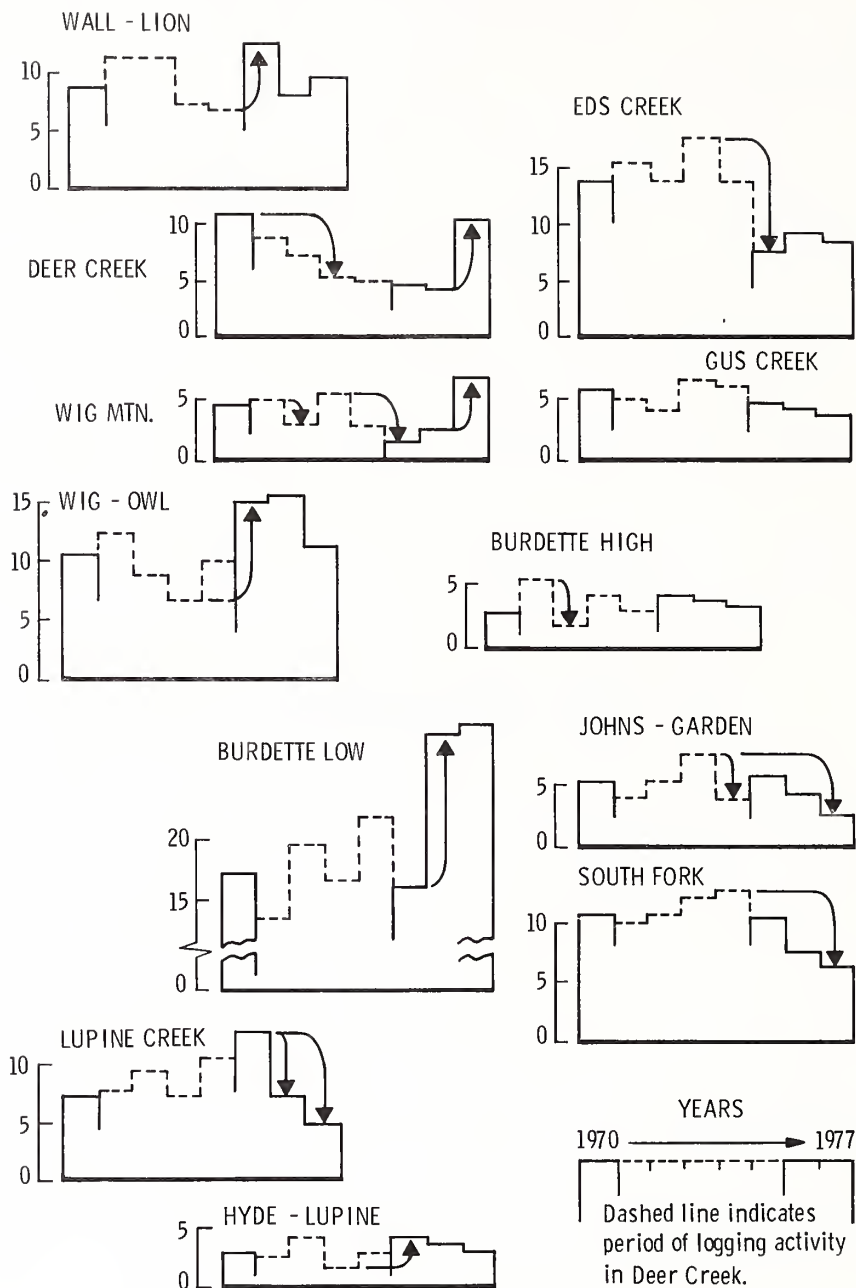 WALL - LION
10
5
0
EDS CREEK
15
10
5
0
DEER CREEK
10
5
0
WIG MTN.
5
0
GUS CREEK
5
0
WIG - OWL
15
10
5
0
BURDETTE HIGH
5
0
BURDETTE LOW
20
15
0
JOHNS - GARDEN
5
0
SOUTH FORK
10
5
0
LUPINE CREEK
10
5
0
YEARS
1970 1977
Dashed line indicates
period of logging activity
in Deer Creek.
HYDE - LUPINE
5
0